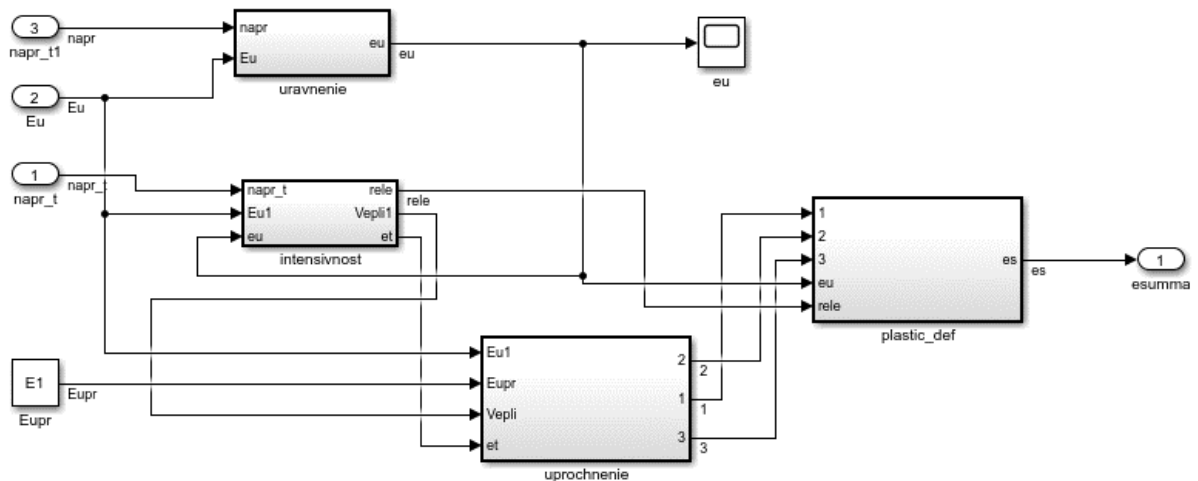 3
napr_t1
napr
napr
Eu
eu
uravnenie
eu
eu
2
Eu
Eu
1
napr_t
napr_t
napr_t
Eu1
eu
rele
Vepli1
et
intensivnost
rele
1
2
3
eu
rele
es
plastic_def
es
1
esumma
E1
Eupr
Eupr
Eu1
Eupr
Vepli
et
2
1
3
uprochnenie
2
1
3